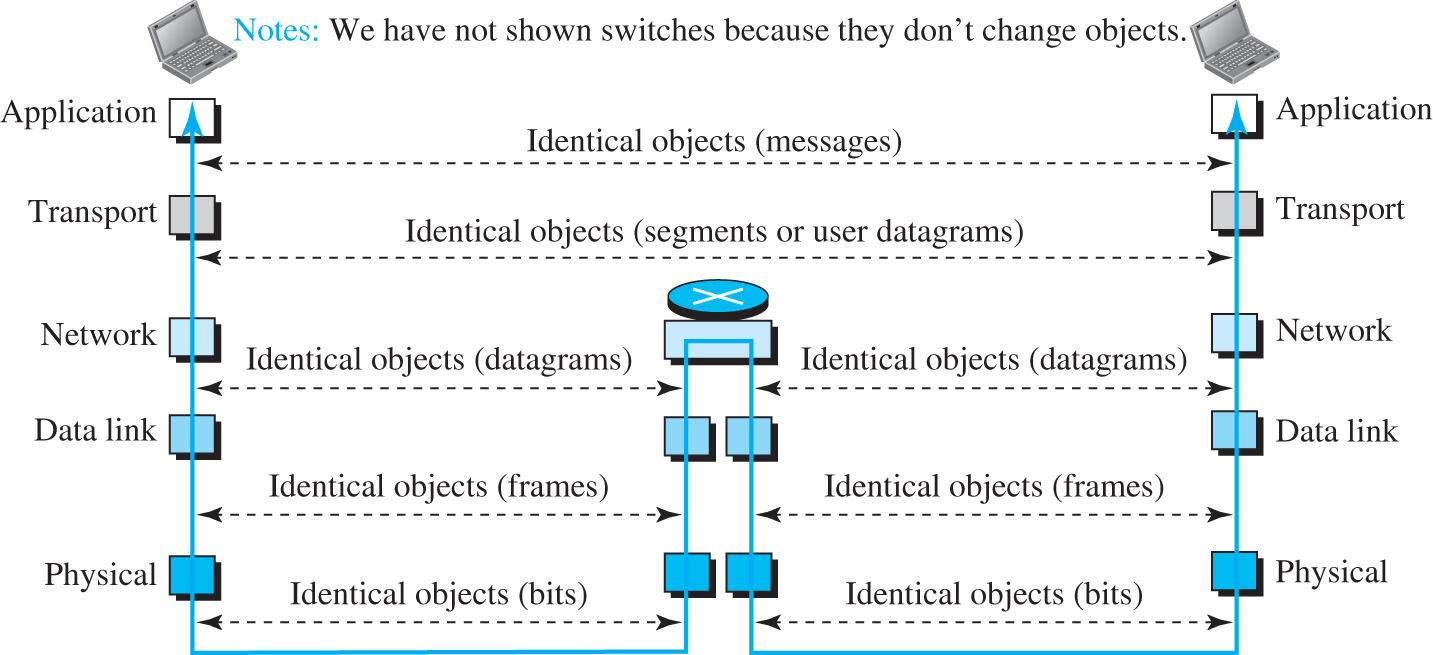 Notes: We have not shown switches because they don’t change objects.
Application
Application
Identical objects (messages)
Transport
Transport
Identical objects (segments or user datagrams)
Network
Network
Identical objects (datagrams)
Identical objects (datagrams)
Data link
Data link
Identical objects (frames)
Identical objects (frames)
Physical
Physical
Identical objects (bits)
Identical objects (bits)